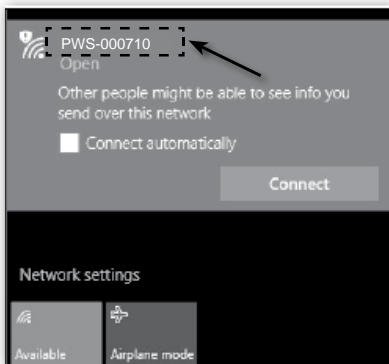 PWS-000710
Open
Other people might be able to see info you
send over this network
Connect automatically
Connect
Network settings
Available
Airplane mode